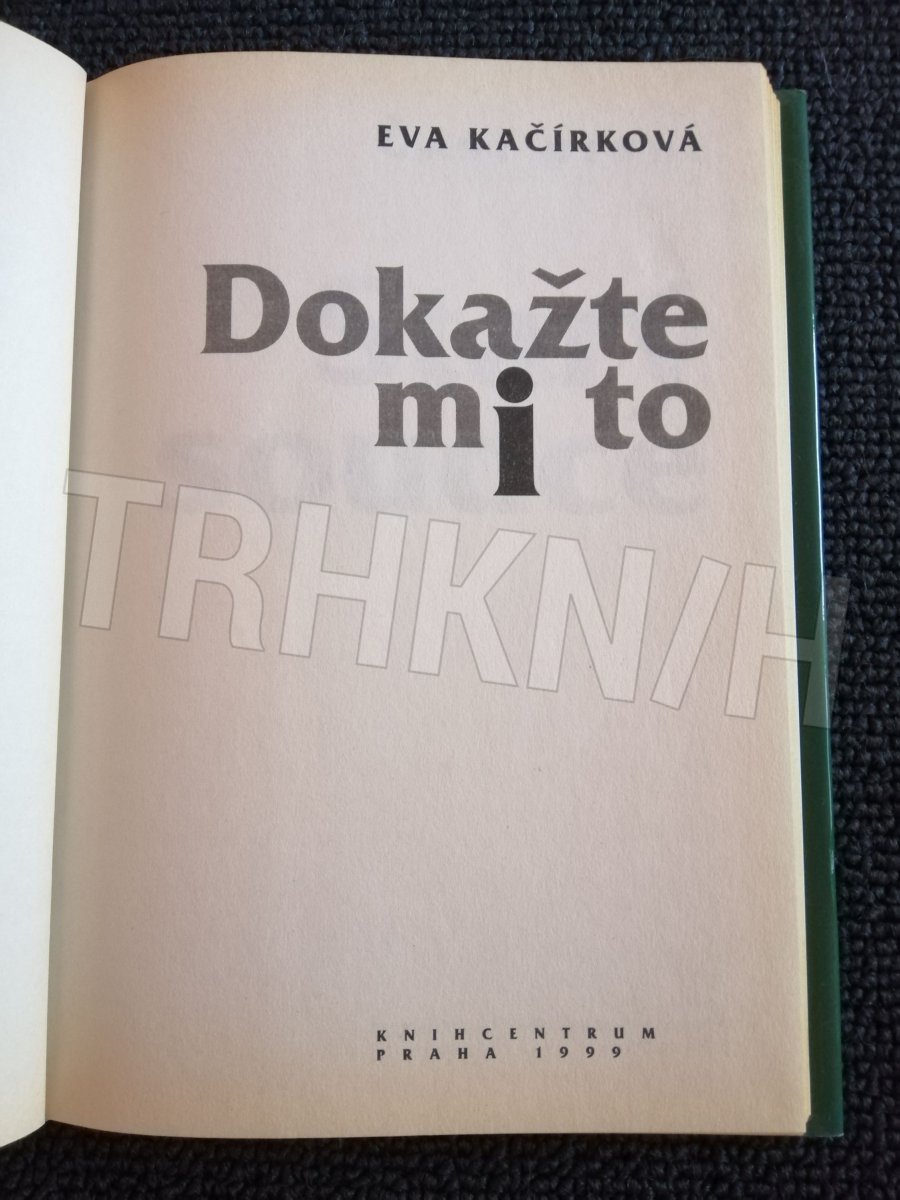 EVA KAČÍRKOVÁ
Dokažte
mi to
TRHKNIH
KNIHCENTRUM
PRAHA 1999